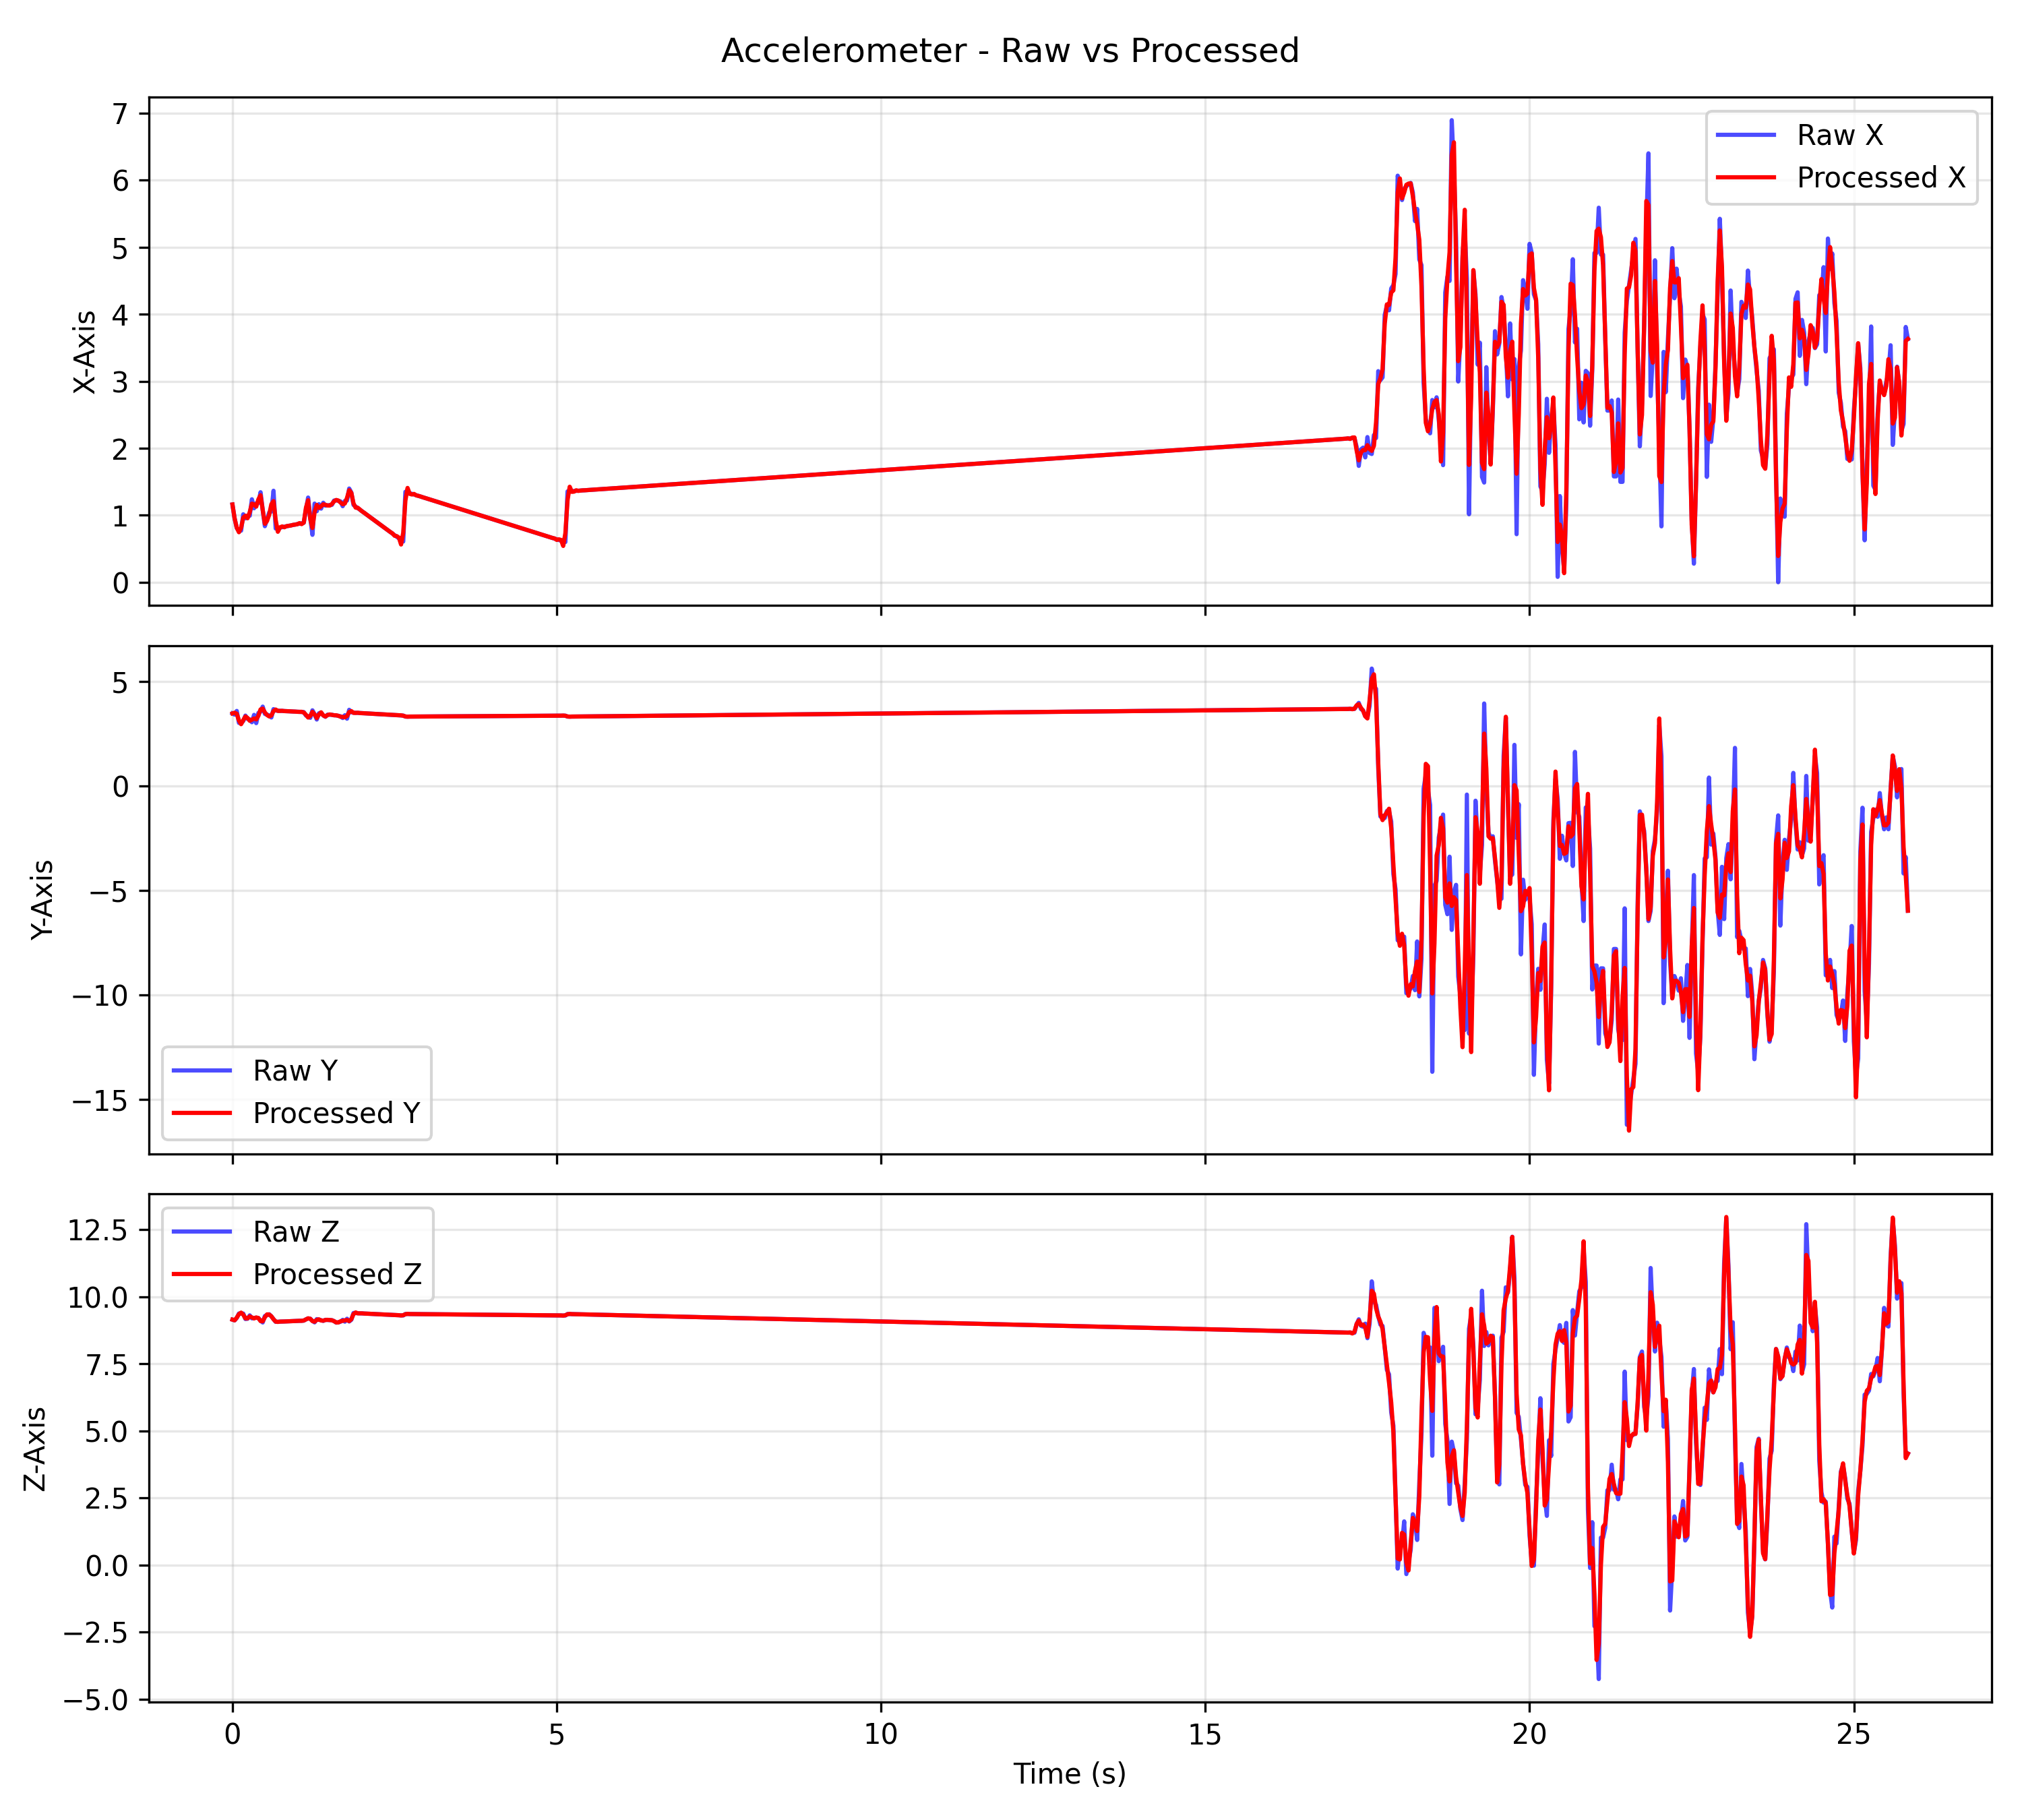 Accelerometer - Raw vs Processed
7
6
5
4
3
2
1
0
X-Axis
Raw X
Processed X
5
0
−5
−10
−15
Y-Axis
Raw Y
Processed Y
12.5
10.0
7.5
5.0
2.5
0.0
−2.5
−5.0
Z-Axis
Raw Z
Processed Z
0 5 10 15 20 25
Time (s)